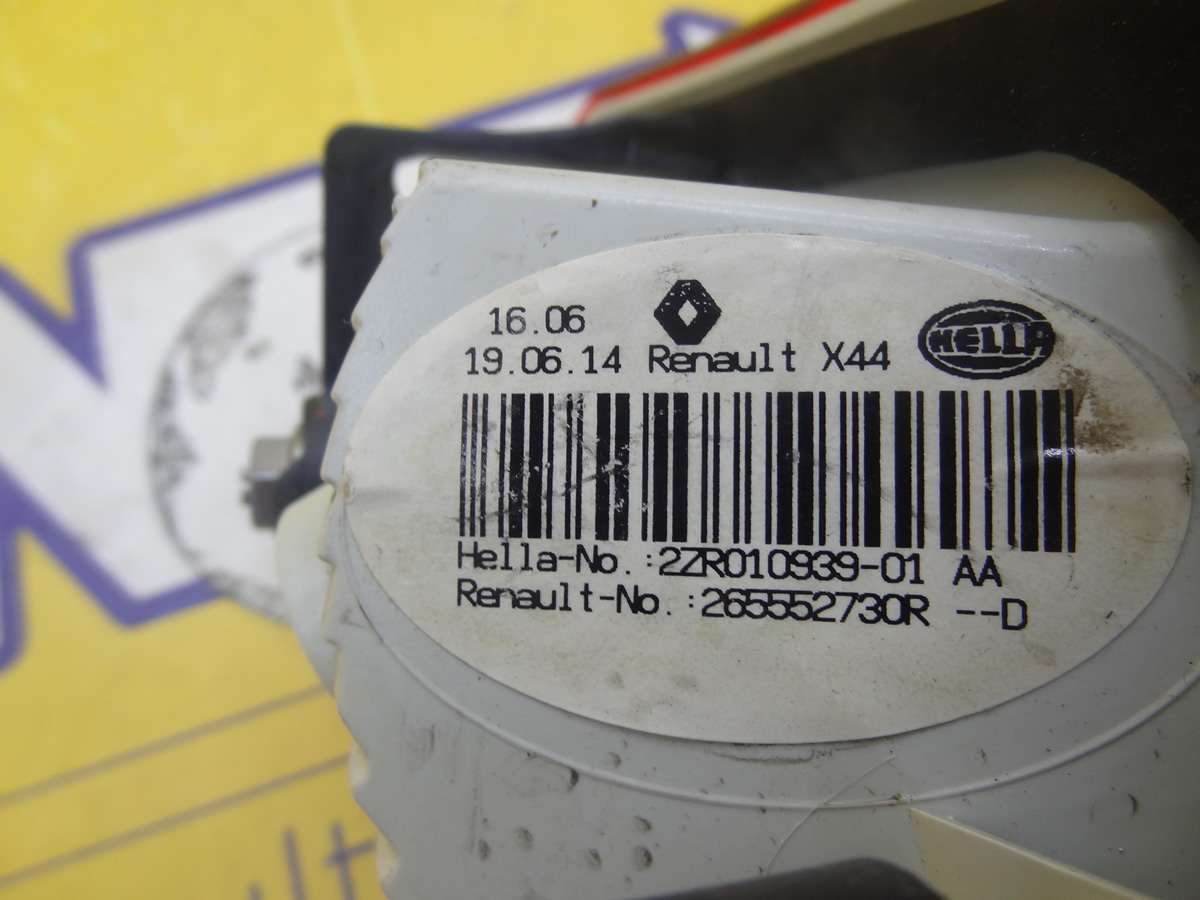 16.06
HELLA
19.06.14 Renault X44
Hella-No.:2ZR010939-01 AA
Renault-No.:265552730R --D